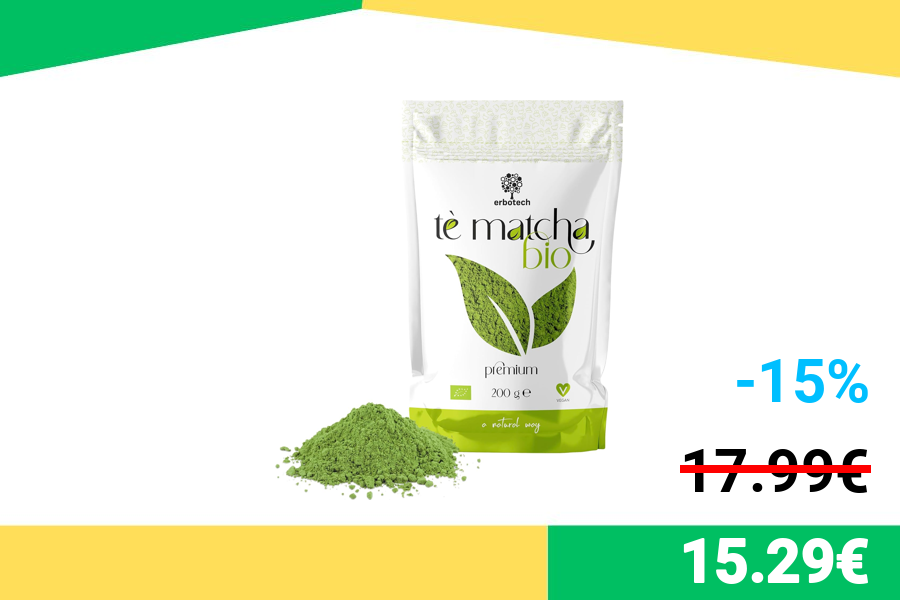 erbotech
tè matcha
bio
premium
200 g ℮
VEGAN
a natural way
-15%
17.99€
15.29€